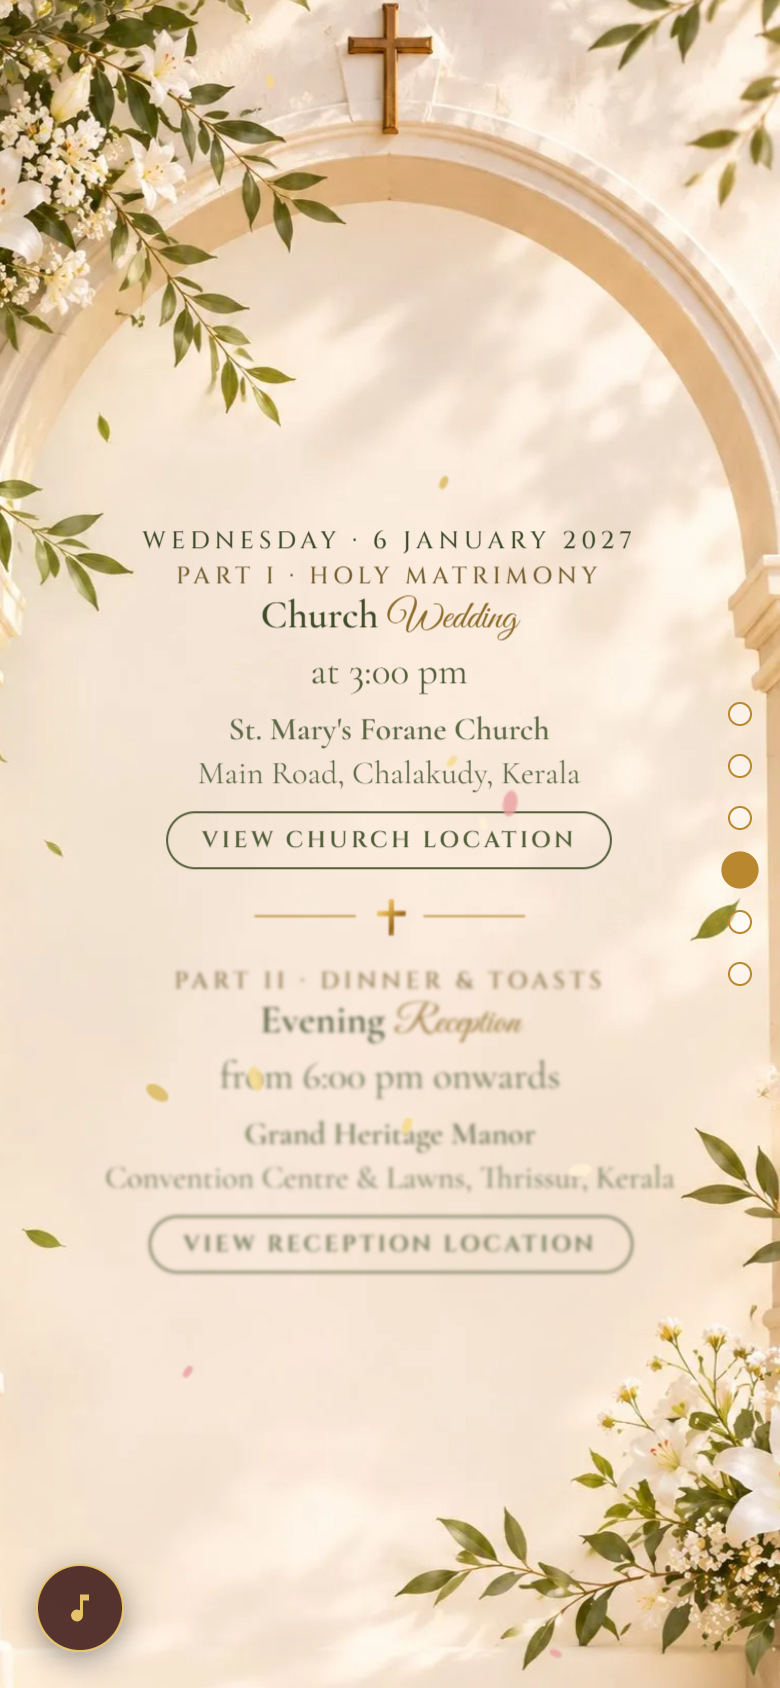 WEDNESDAY · 6 JANUARY 2027
PART I · HOLY MATRIMONY
Church Wedding
at 3:00 pm
St. Mary's Forane Church
Main Road, Chalakudy, Kerala
VIEW CHURCH LOCATION
PART II · DINNER & TOASTS
Evening Reception
from 6:00 pm onwards
Grand Heritage Manor
Convention Centre & Lawns, Thrissur, Kerala
VIEW RECEPTION LOCATION